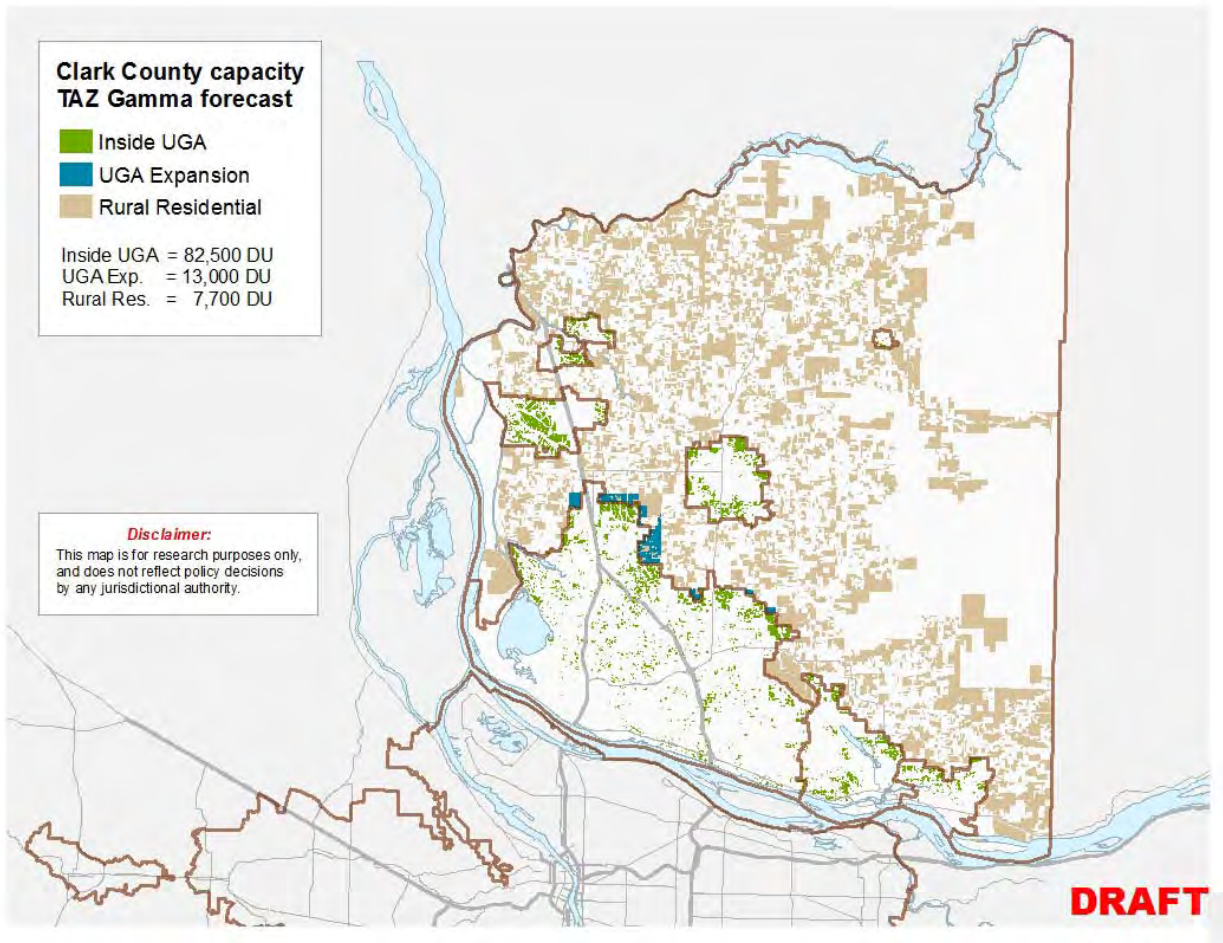 Clark County capacity
TAZ Gamma forecast
Inside UGA
UGA Expansion
Rural Residential
Inside UGA = 82,500 DU
UGA Exp. = 13,000 DU
Rural Res. = 7,700 DU
Disclaimer:
This map is for research purposes only,
and does not reflect policy decisions
by any jurisdictional authority.
DRAFT